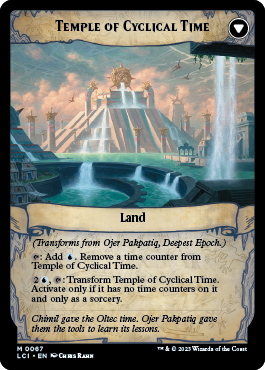 Temple of Cyclical Time
Land
(Transforms from Ojer Pakpatiq, Deepest Epoch.)
: Add . Remove a time counter from
Temple of Cyclical Time.
2 , : Transform Temple of Cyclical Time.
Activate only if it has no time counters on it
and only as a sorcery.
Chimil gave the Oltec time. Ojer Pakpatiq gave
them the tools to learn its lessons.
M 0067
LCI • EN Chris Rahn
™ & © 2023 Wizards of the Coast